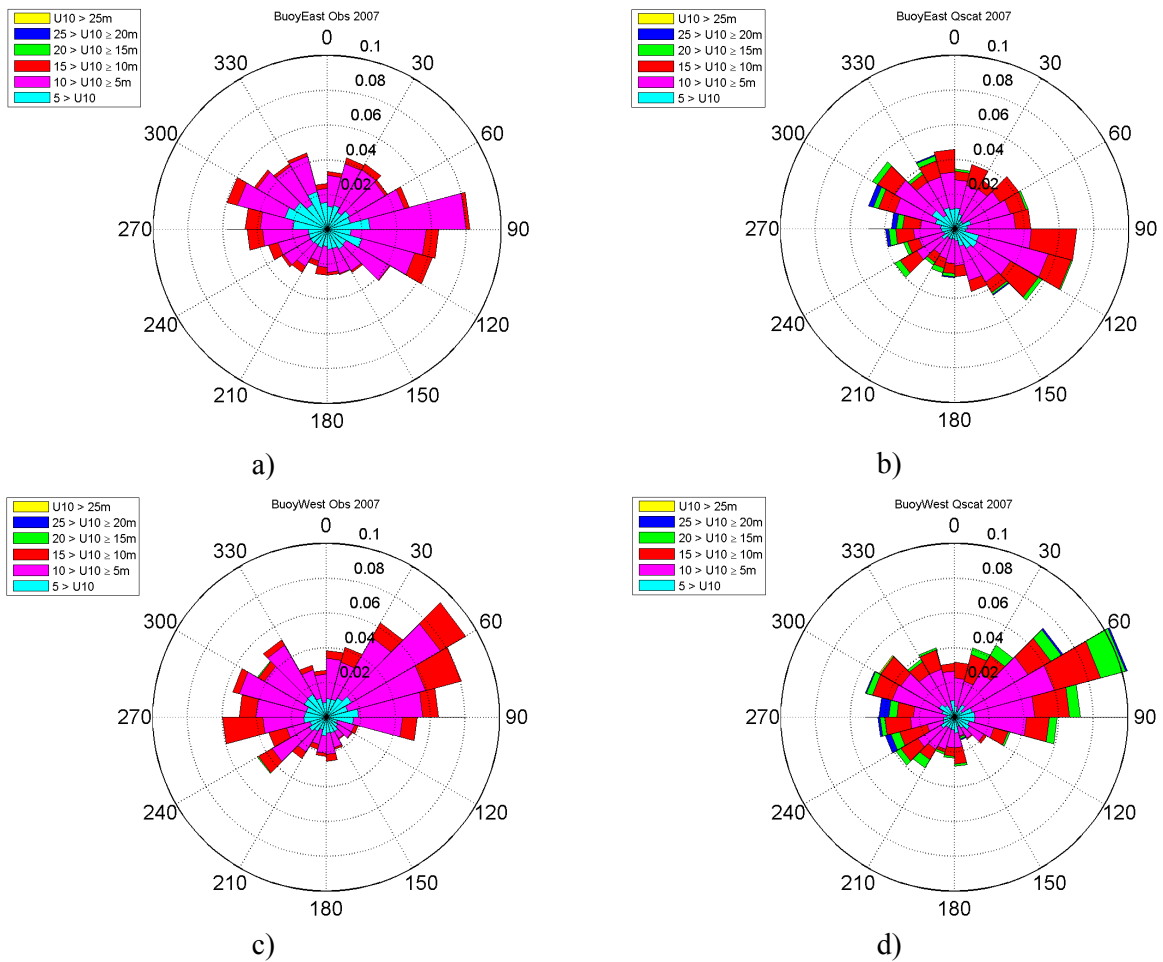 BuoyEast Obs 2007
U10 > 25m
25 > U10 ≥ 20m
20 > U10 ≥ 15m
15 > U10 ≥ 10m
10 > U10 ≥ 5m
5 > U10
0
30
60
90
120
150
180
210
240
270
300
330
0.1
0.08
0.06
0.04
0.02
a)
BuoyEast Qscat 2007
U10 > 25m
25 > U10 ≥ 20m
20 > U10 ≥ 15m
15 > U10 ≥ 10m
10 > U10 ≥ 5m
5 > U10
0
30
60
90
120
150
180
210
240
270
300
330
0.1
0.08
0.06
0.04
0.02
b)
BuoyWest Obs 2007
U10 > 25m
25 > U10 ≥ 20m
20 > U10 ≥ 15m
15 > U10 ≥ 10m
10 > U10 ≥ 5m
5 > U10
0
30
60
90
120
150
180
210
240
270
300
330
0.1
0.08
0.06
0.04
0.02
c)
BuoyWest Qscat 2007
U10 > 25m
25 > U10 ≥ 20m
20 > U10 ≥ 15m
15 > U10 ≥ 10m
10 > U10 ≥ 5m
5 > U10
0
30
60
90
120
150
180
210
240
270
300
330
0.1
0.08
0.06
0.04
0.02
d)